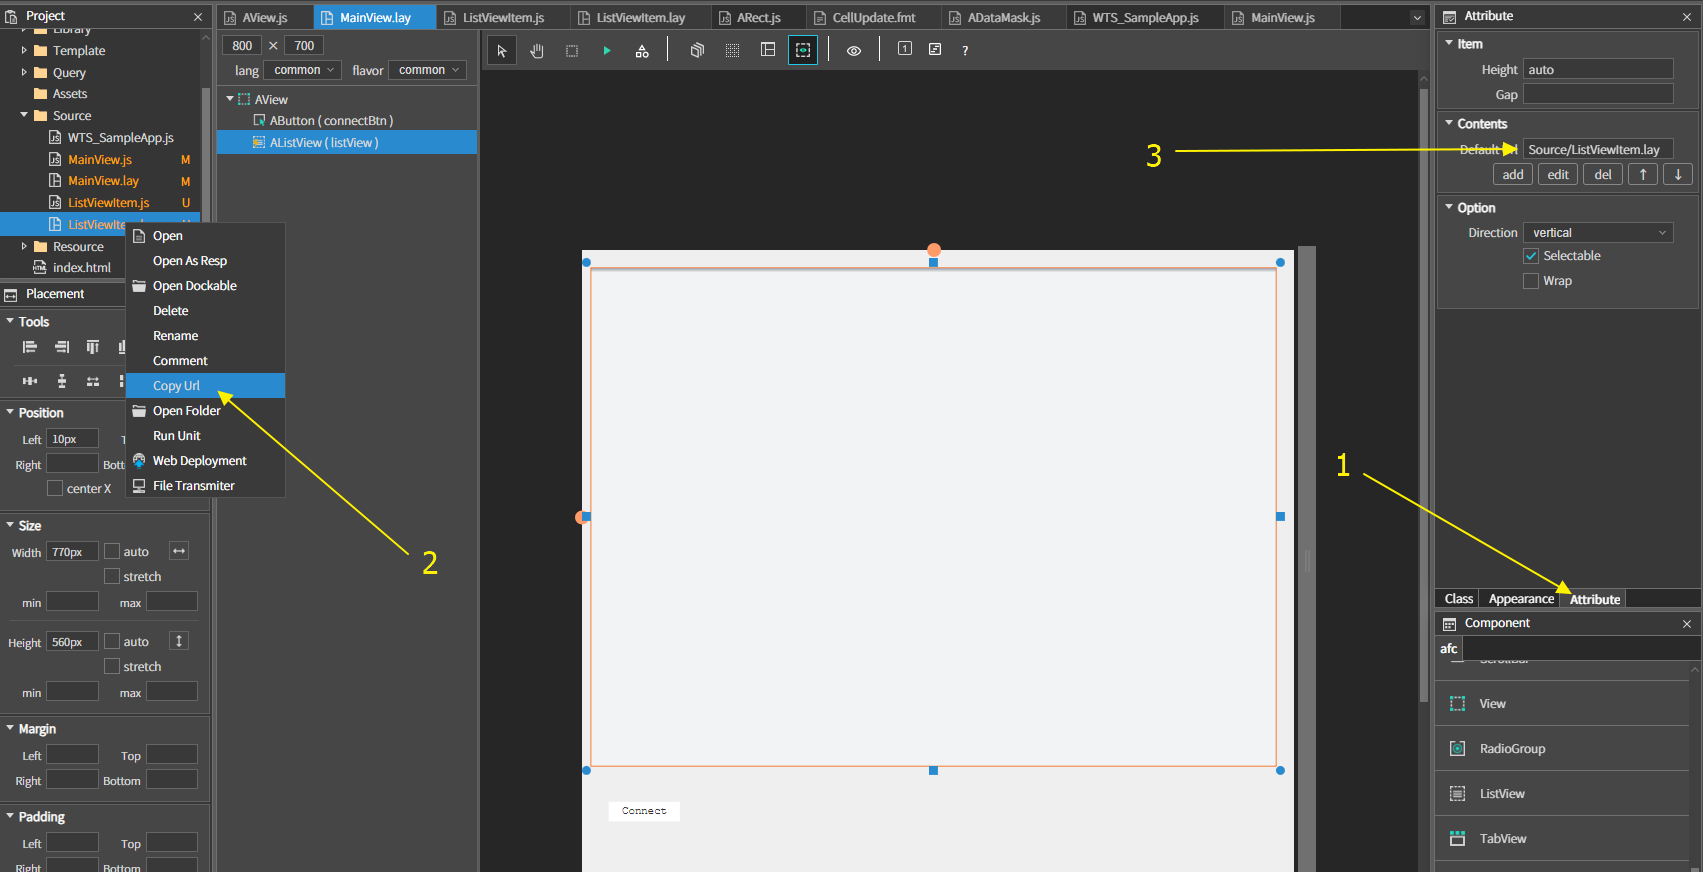 Project
AView.js
MainView.lay
ListViewItem.js
ListViewItem.lay
ARect.js
CellUpdate.fmt
ADataMask.js
WTS_SampleApp.js
MainView.js
Attribute
Library
Template
Query
Assets
Source
WTS_SampleApp.js
MainView.js M
MainView.lay M
ListViewItem.js U
ListViewIte
Resource
index.html
800 × 700
lang common flavor common
1
?
AView
AButton ( connectBtn )
AListView ( listView )
Open
Open As Resp
Open Dockable
Delete
Rename
Comment
Copy Url
Open Folder
Run Unit
Web Deployment
File Transmiter
Placement
Tools
Position
Left 10px T
Right Bott
center X
Size
Width 770px auto
stretch
min max
Height 560px auto
stretch
min max
Margin
Left Top
Right Bottom
Padding
Left Top
Right Bottom
Connect
1
2
3
Item
Height auto
Gap
Contents
Default Url Source/ListViewItem.lay
add edit del ↑ ↓
Option
Direction vertical
Selectable
Wrap
Class Appearance Attribute
Component
afc
ScrollBar
View
RadioGroup
ListView
TabView